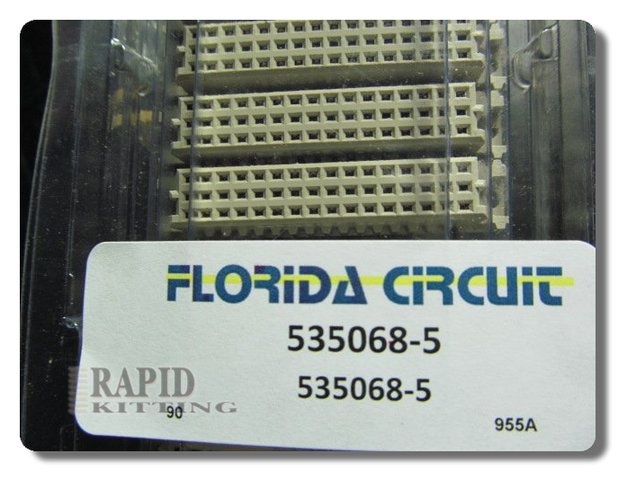 FLORIDA CIRCUIT
535068-5
535068-5
RAPID
KITTING
90
955A